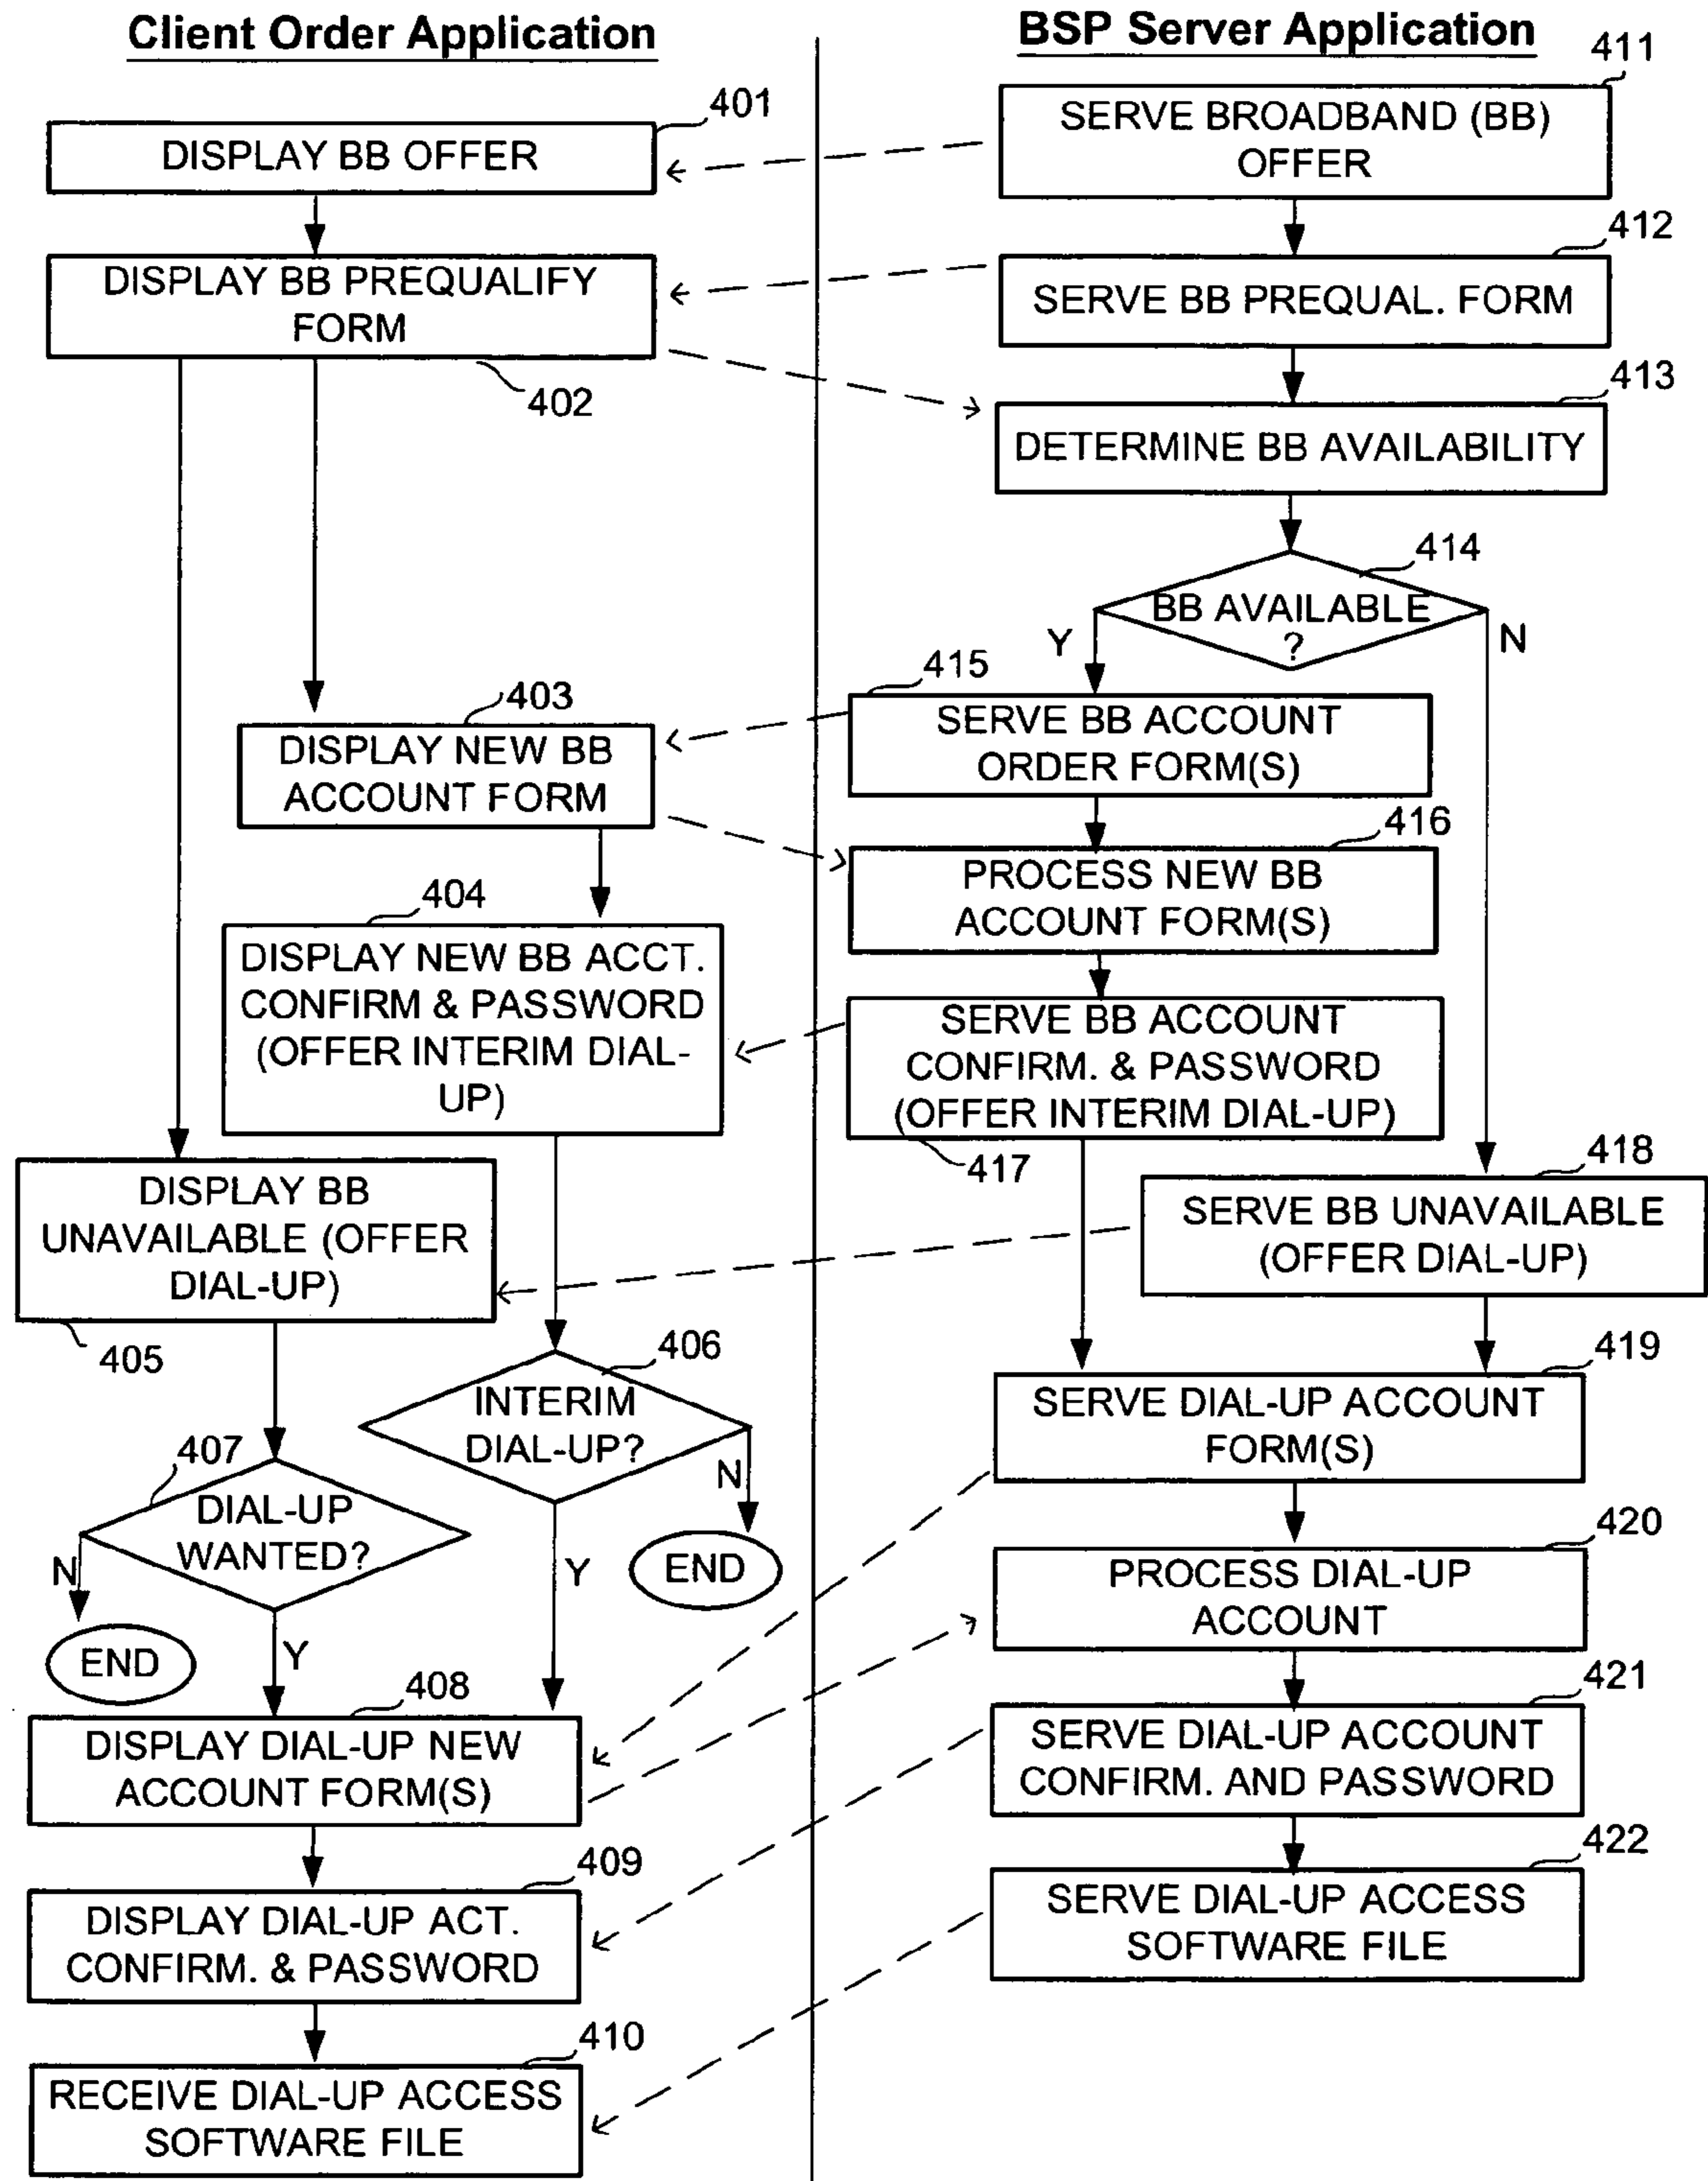 Client Order Application
401
DISPLAY BB OFFER
DISPLAY BB PREQUALIFY
FORM
402
403
DISPLAY NEW BB
ACCOUNT FORM
404
DISPLAY NEW BB ACCT.
CONFIRM & PASSWORD
(OFFER INTERIM DIAL-
UP)
DISPLAY BB
UNAVAILABLE (OFFER
DIAL-UP)
405
406
INTERIM
DIAL-UP?
N
END
Y
407
DIAL-UP
WANTED?
N
END
Y
408
DISPLAY DIAL-UP NEW
ACCOUNT FORM(S)
409
DISPLAY DIAL-UP ACT.
CONFIRM. & PASSWORD
410
RECEIVE DIAL-UP ACCESS
SOFTWARE FILE
BSP Server Application
411
SERVE BROADBAND (BB)
OFFER
412
SERVE BB PREQUAL. FORM
413
DETERMINE BB AVAILABILITY
414
BB AVAILABLE
?
Y
N
415
SERVE BB ACCOUNT
ORDER FORM(S)
416
PROCESS NEW BB
ACCOUNT FORM(S)
SERVE BB ACCOUNT
CONFIRM. & PASSWORD
(OFFER INTERIM DIAL-UP)
417
418
SERVE BB UNAVAILABLE
(OFFER DIAL-UP)
419
SERVE DIAL-UP ACCOUNT
FORM(S)
420
PROCESS DIAL-UP
ACCOUNT
421
SERVE DIAL-UP ACCOUNT
CONFIRM. AND PASSWORD
422
SERVE DIAL-UP ACCESS
SOFTWARE FILE